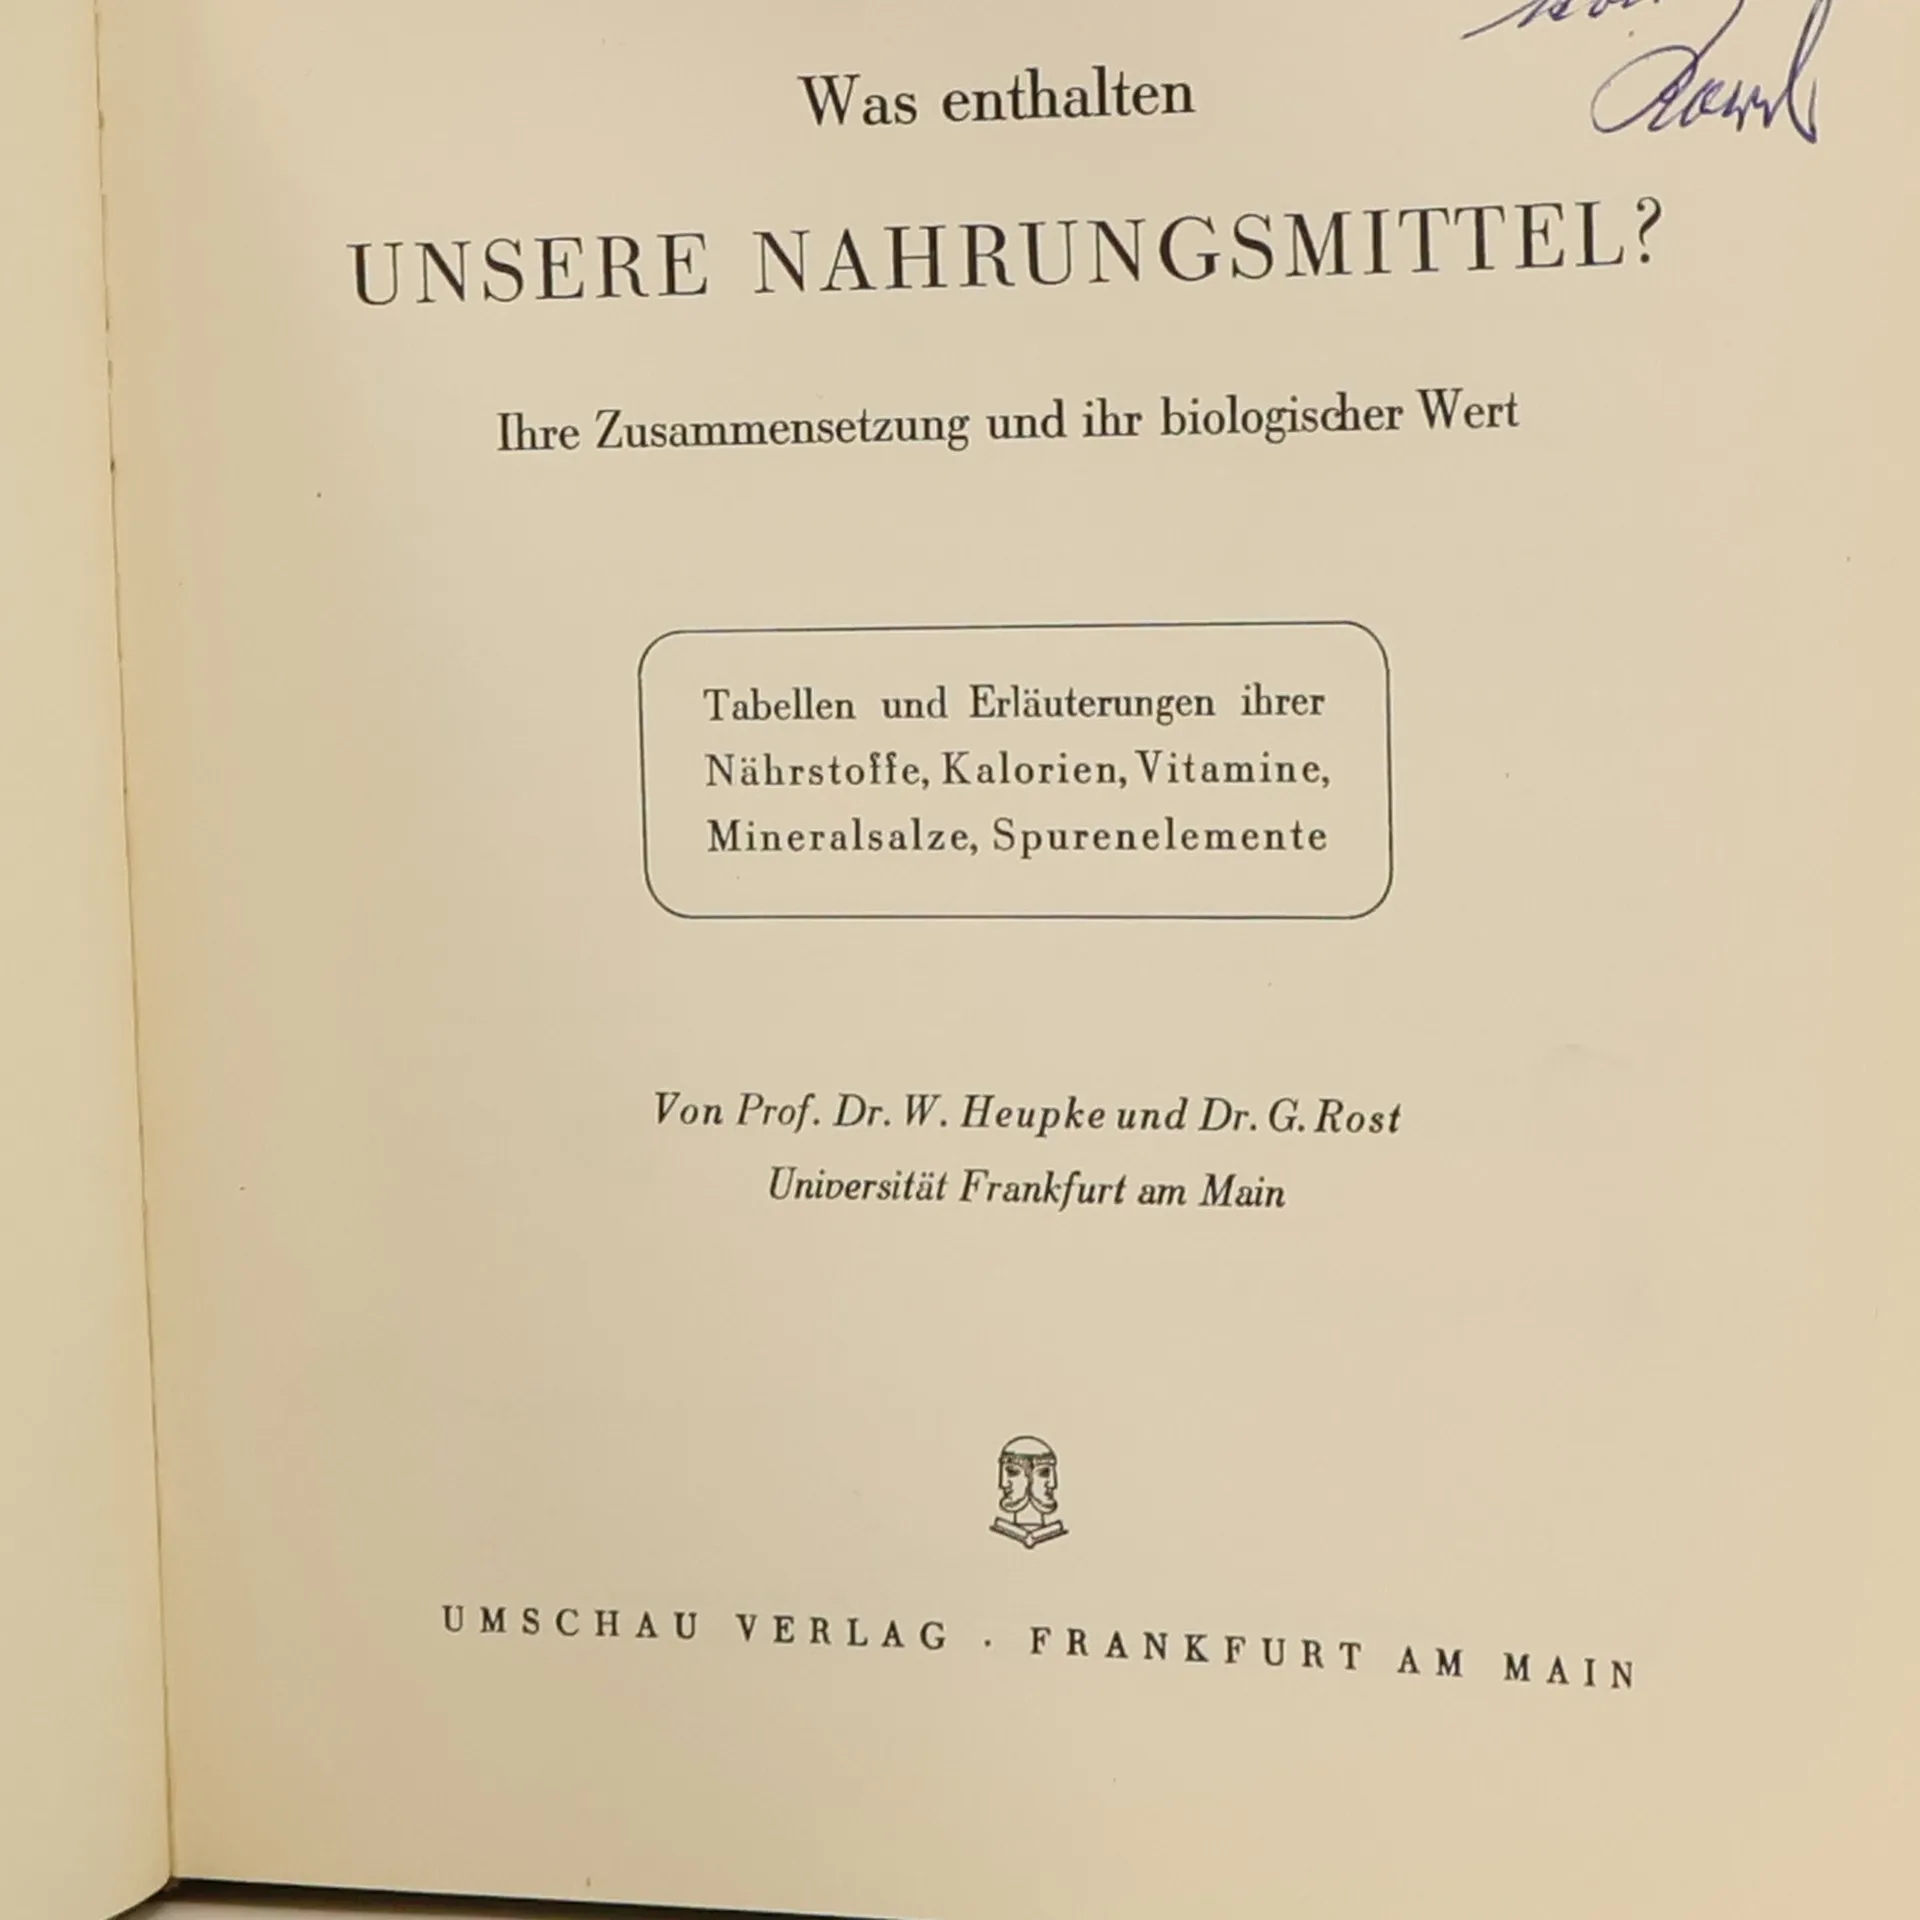 Was enthalten
UNSERE NAHRUNGSMITTEL?
Ihre Zusammensetzung und ihr biologischer Wert
Tabellen und Erläuterungen ihrer
Nährstoffe, Kalorien, Vitamine,
Mineralsalze, Spurenelemente
Von Prof. Dr. W. Heupke und Dr. G. Rost
Universität Frankfurt am Main
UMSCHAU VERLAG · FRANKFURT AM MAIN